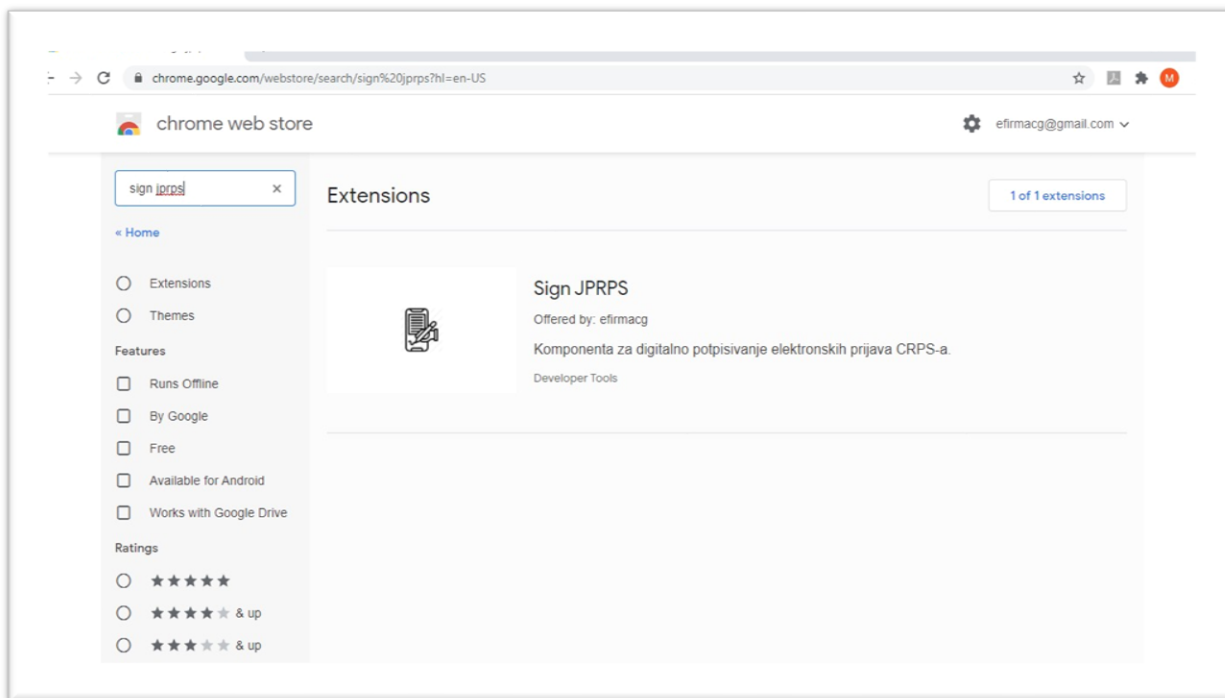 chrome.google.com/webstore/search/sign%20jprps?hl=en-US
M
chrome web store
efirmacg@gmail.com
sign jprps
Extensions
1 of 1 extensions
« Home
Extensions
Themes
Features
Runs Offline
By Google
Free
Available for Android
Works with Google Drive
Ratings
& up
& up
Sign JPRPS
Offered by: efirmacg
Komponenta za digitalno potpisivanje elektronskih prijava CRPS-a.
Developer Tools